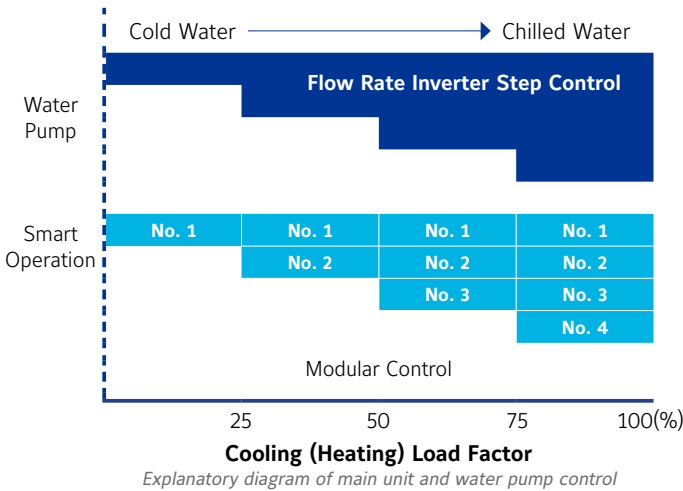 Cold Water
Chilled Water
Flow Rate Inverter Step Control
Water
Pump
Smart
Operation
No. 1 No. 1 No. 1 No. 1
No. 2 No. 2 No. 2
No. 3 No. 3
No. 4
Modular Control
25 50 75 100(%)
Cooling (Heating) Load Factor
Explanatory diagram of main unit and water pump control